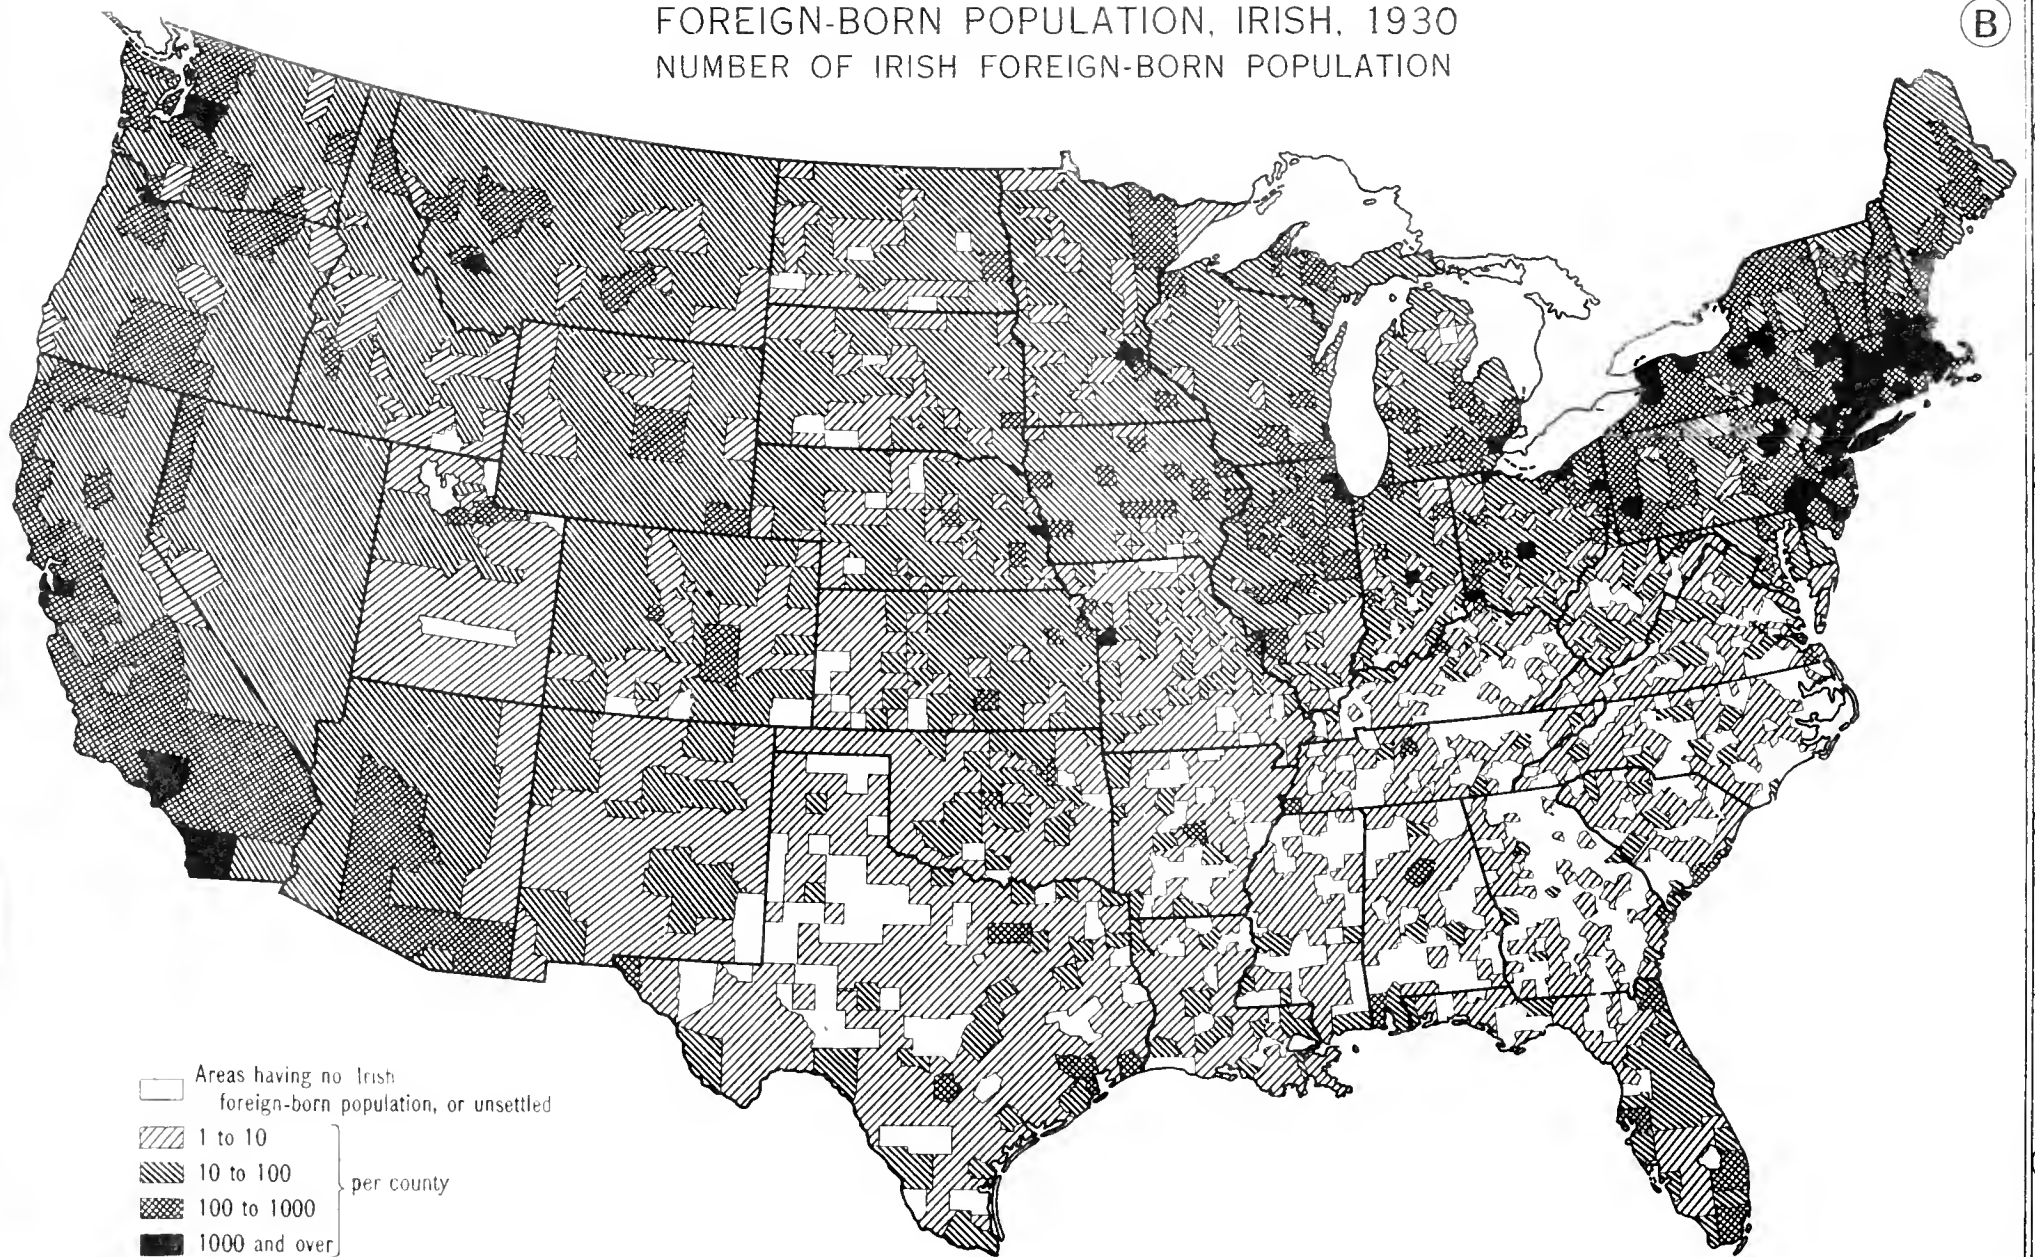 FOREIGN-BORN POPULATION, IRISH, 1930
B
NUMBER OF IRISH FOREIGN-BORN POPULATION
Areas having no Irish
foreign-born population, or unsettled
1 to 10
10 to 100
per county
100 to 1000
1000 and over